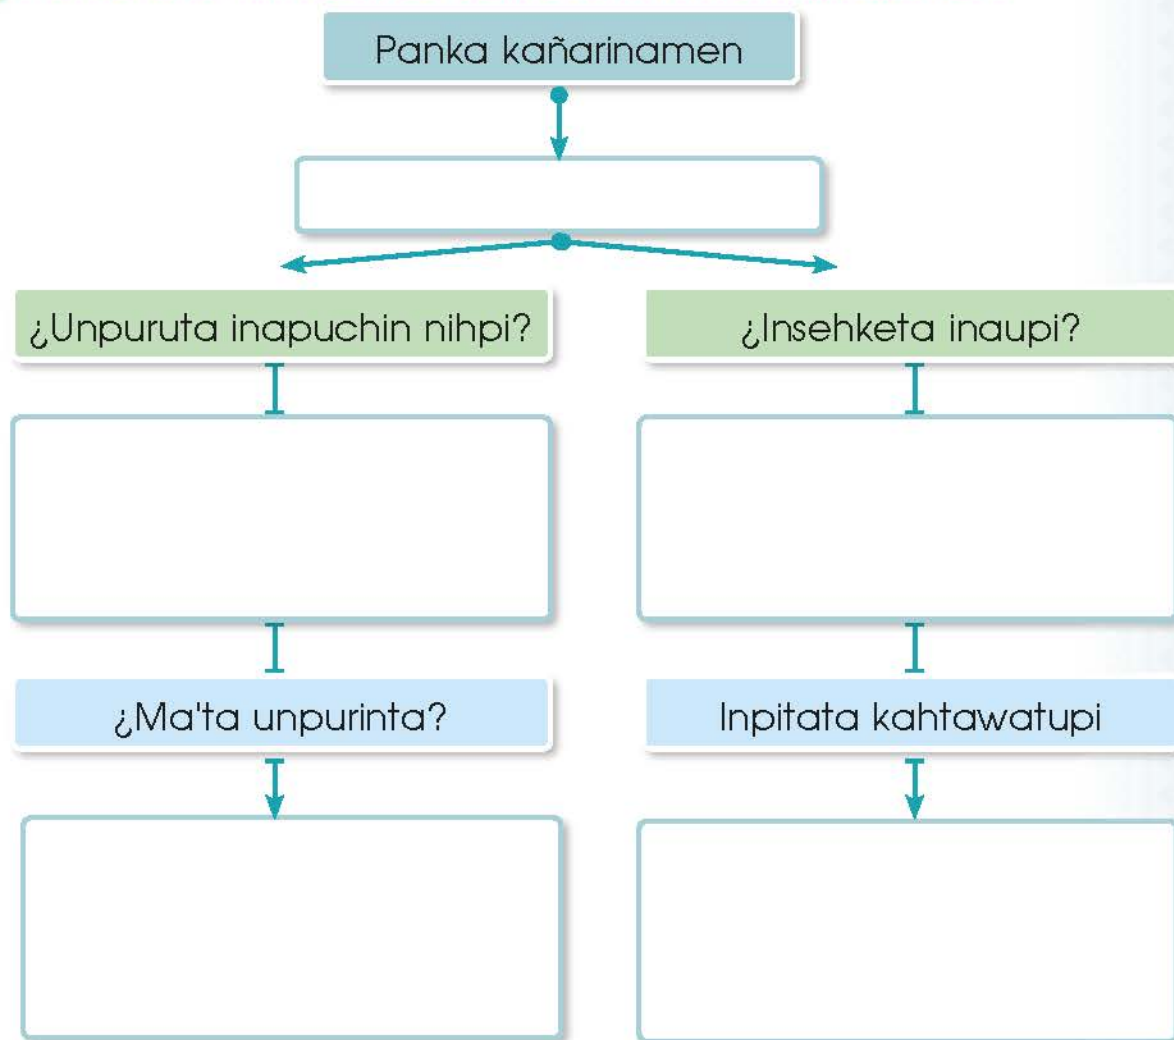 Panka kañarinamen
¿Unpuruta inapuchin nihpi?
¿Insehketa inaupi?
¿Ma'ta unpurinta?
Inpitata kahtawatupi